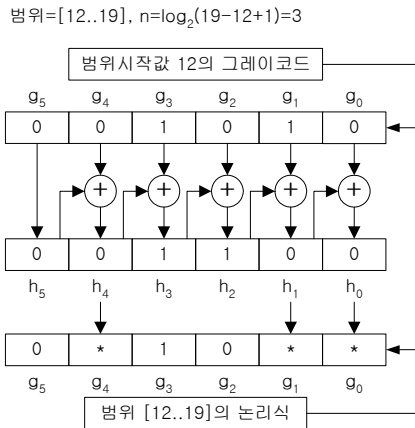 범위=[12..19], n=log₂(19-12+1)=3
범위시작값 12의 그레이코드
g₅ g₄ g₃ g₂ g₁ g₀
0 0 1 0 1 0
+ + + + +
0 0 1 1 0 0
h₅ h₄ h₃ h₂ h₁ h₀
0 * 1 0 * *
g₅ g₄ g₃ g₂ g₁ g₀
범위 [12..19]의 논리식